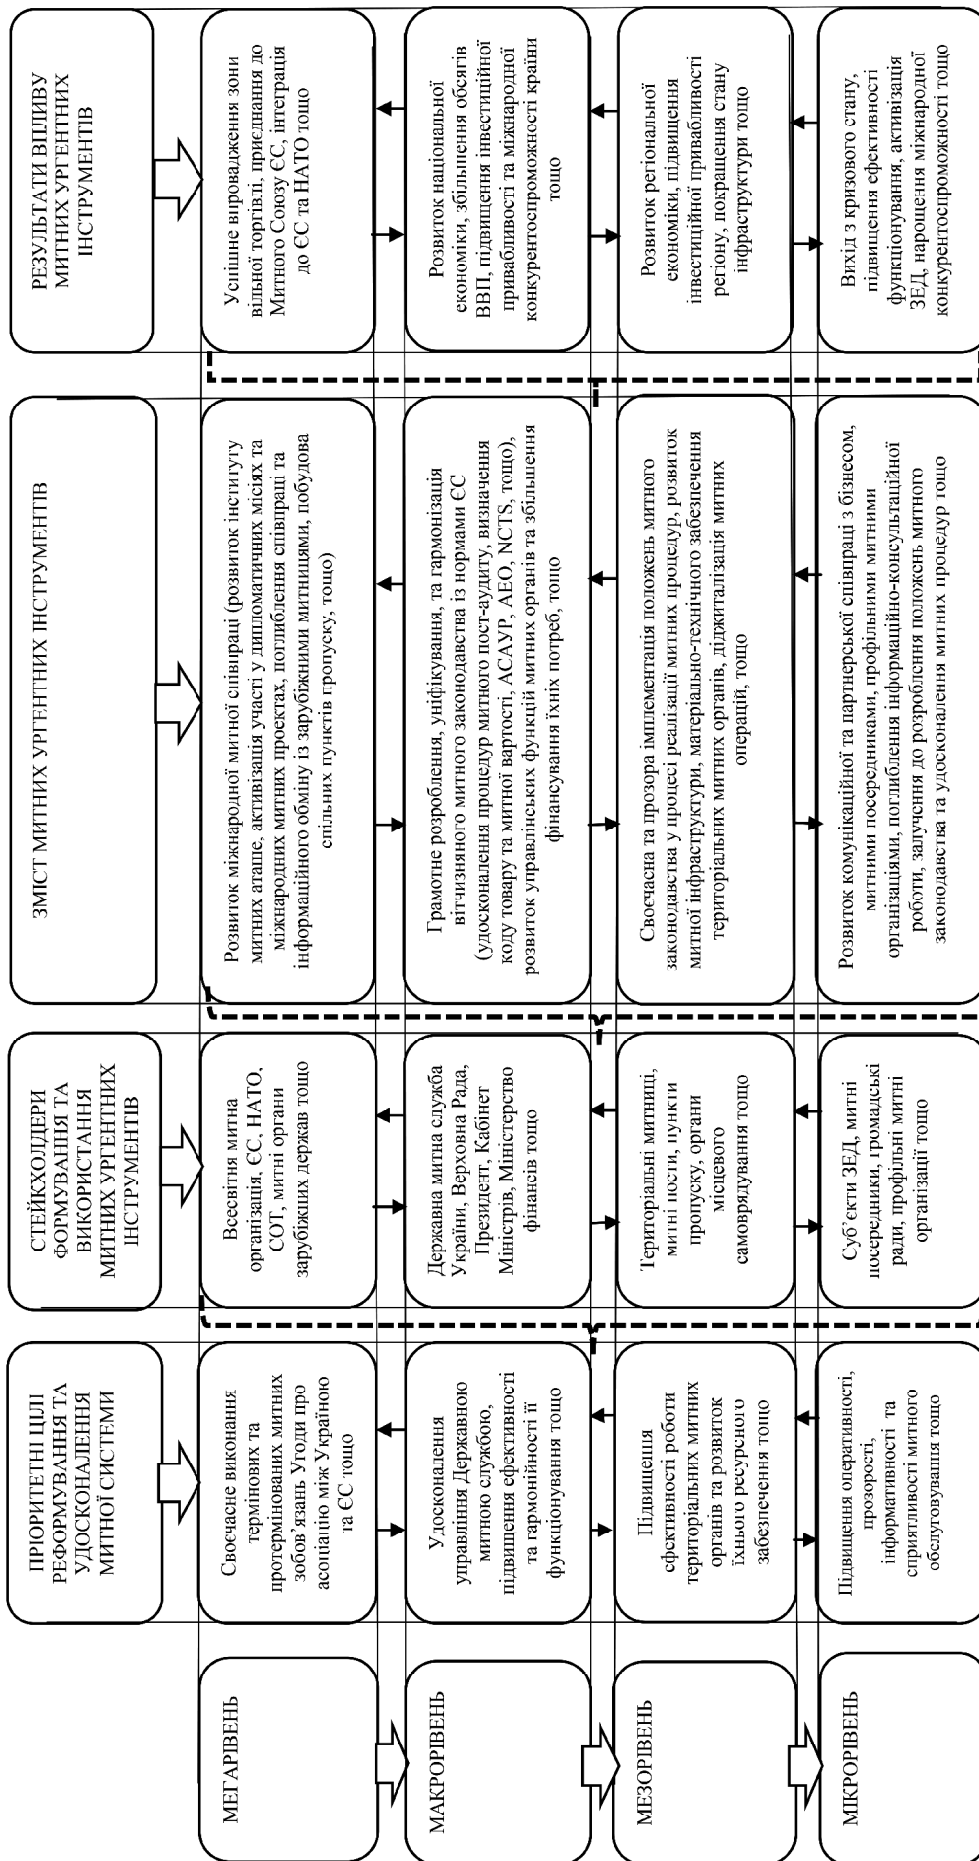 ПРІОРИТЕТНІ ЦІЛІ
РЕФОРМУВАННЯ ТА
УДОСКОНАЛЕННЯ
МИТНОЇ СИСТЕМИ
СТЕЙКХОЛДЕРИ
ФОРМУВАННЯ ТА
ВИКОРИСТАННЯ
МИТНИХ УРГЕНТНИХ
ІНСТРУМЕНТІВ
ЗМІСТ МИТНИХ УРГЕНТНИХ ІНСТРУМЕНТІВ
РЕЗУЛЬТАТИ ВПЛИВУ
МИТНИХ УРГЕНТНИХ
ІНСТРУМЕНТІВ
МЕГАРІВЕНЬ
Своєчасне виконання
термінових та
протермінованих митних
зобов’язань Угоди про
асоціацію між Україною
та ЄС тощо
Всесвітня митна
організація, ЄС, НАТО,
СОТ, митні органи
зарубіжних держав тощо
Розвиток міжнародної митної співпраці (розвиток інституту
митних аташе, активізація участі у дипломатичних місіях та
міжнародних митних проектах, поглиблення співпраці та
інформаційного обміну із зарубіжними митницями, побудова
спільних пунктів пропуску, тощо)
Успішне впровадження зони
вільної торгівлі, приєднання до
Митного Союзу ЄС, інтеграція
до ЄС та НАТО тощо
МАКРОРІВЕНЬ
Удосконалення
управління Державною
митною службою,
підвищення ефективності
та гармонійності її
функціонування тощо
Державна митна служба
України, Верховна Рада,
Президент, Кабінет
Міністрів, Міністерство
фінансів тощо
Грамотне розроблення, уніфікування, та гармонізація
вітчизняного митного законодавства із нормами ЄС
(удосконалення процедур митного пост-аудиту, визначення
коду товару та митної вартості, АСАУР, АЕО, NCTS, тощо),
розвиток управлінських функцій митних органів та збільшення
фінансування їхніх потреб, тощо
Розвиток національної
економіки, збільшення обсягів
ВВП, підвищення інвестиційної
привабливості та міжнародної
конкурентоспроможності країни
тощо
МЕЗОРІВЕНЬ
Підвищення
ефективності роботи
територіальних митних
органів та розвиток
їхнього ресурсного
забезпечення тощо
Територіальні митниці,
митні пости, пункти
пропуску, органи
місцевого
самоврядування тощо
Своєчасна та прозора імплементація положень митного
законодавства у процесі реалізації митних процедур, розвиток
митної інфраструктури, матеріально-технічного забезпечення
територіальних митних органів, діджиталізація митних
операцій, тощо
Розвиток регіональної
економіки, підвищення
інвестиційної привабливості
регіону, покращення стану
інфраструктури тощо
МІКРОРІВЕНЬ
Підвищення оперативності,
прозорості,
інформативності та
сприятливості митного
обслуговування тощо
Суб’єкти ЗЕД, митні
посередники, громадські
ради, профільні митні
організації тощо
Розвиток комунікаційної та партнерської співпраці з бізнесом,
митними посередниками, профільними митними
організаціями, поглиблення інформаційно-консультаційної
роботи, залучення до розроблення положень митного
законодавства та удосконалення митних процедур тощо
Вихід з кризового стану,
підвищення ефективності
функціонування, активізація
ЗЕД, нарощення міжнародної
конкурентоспроможності тощо